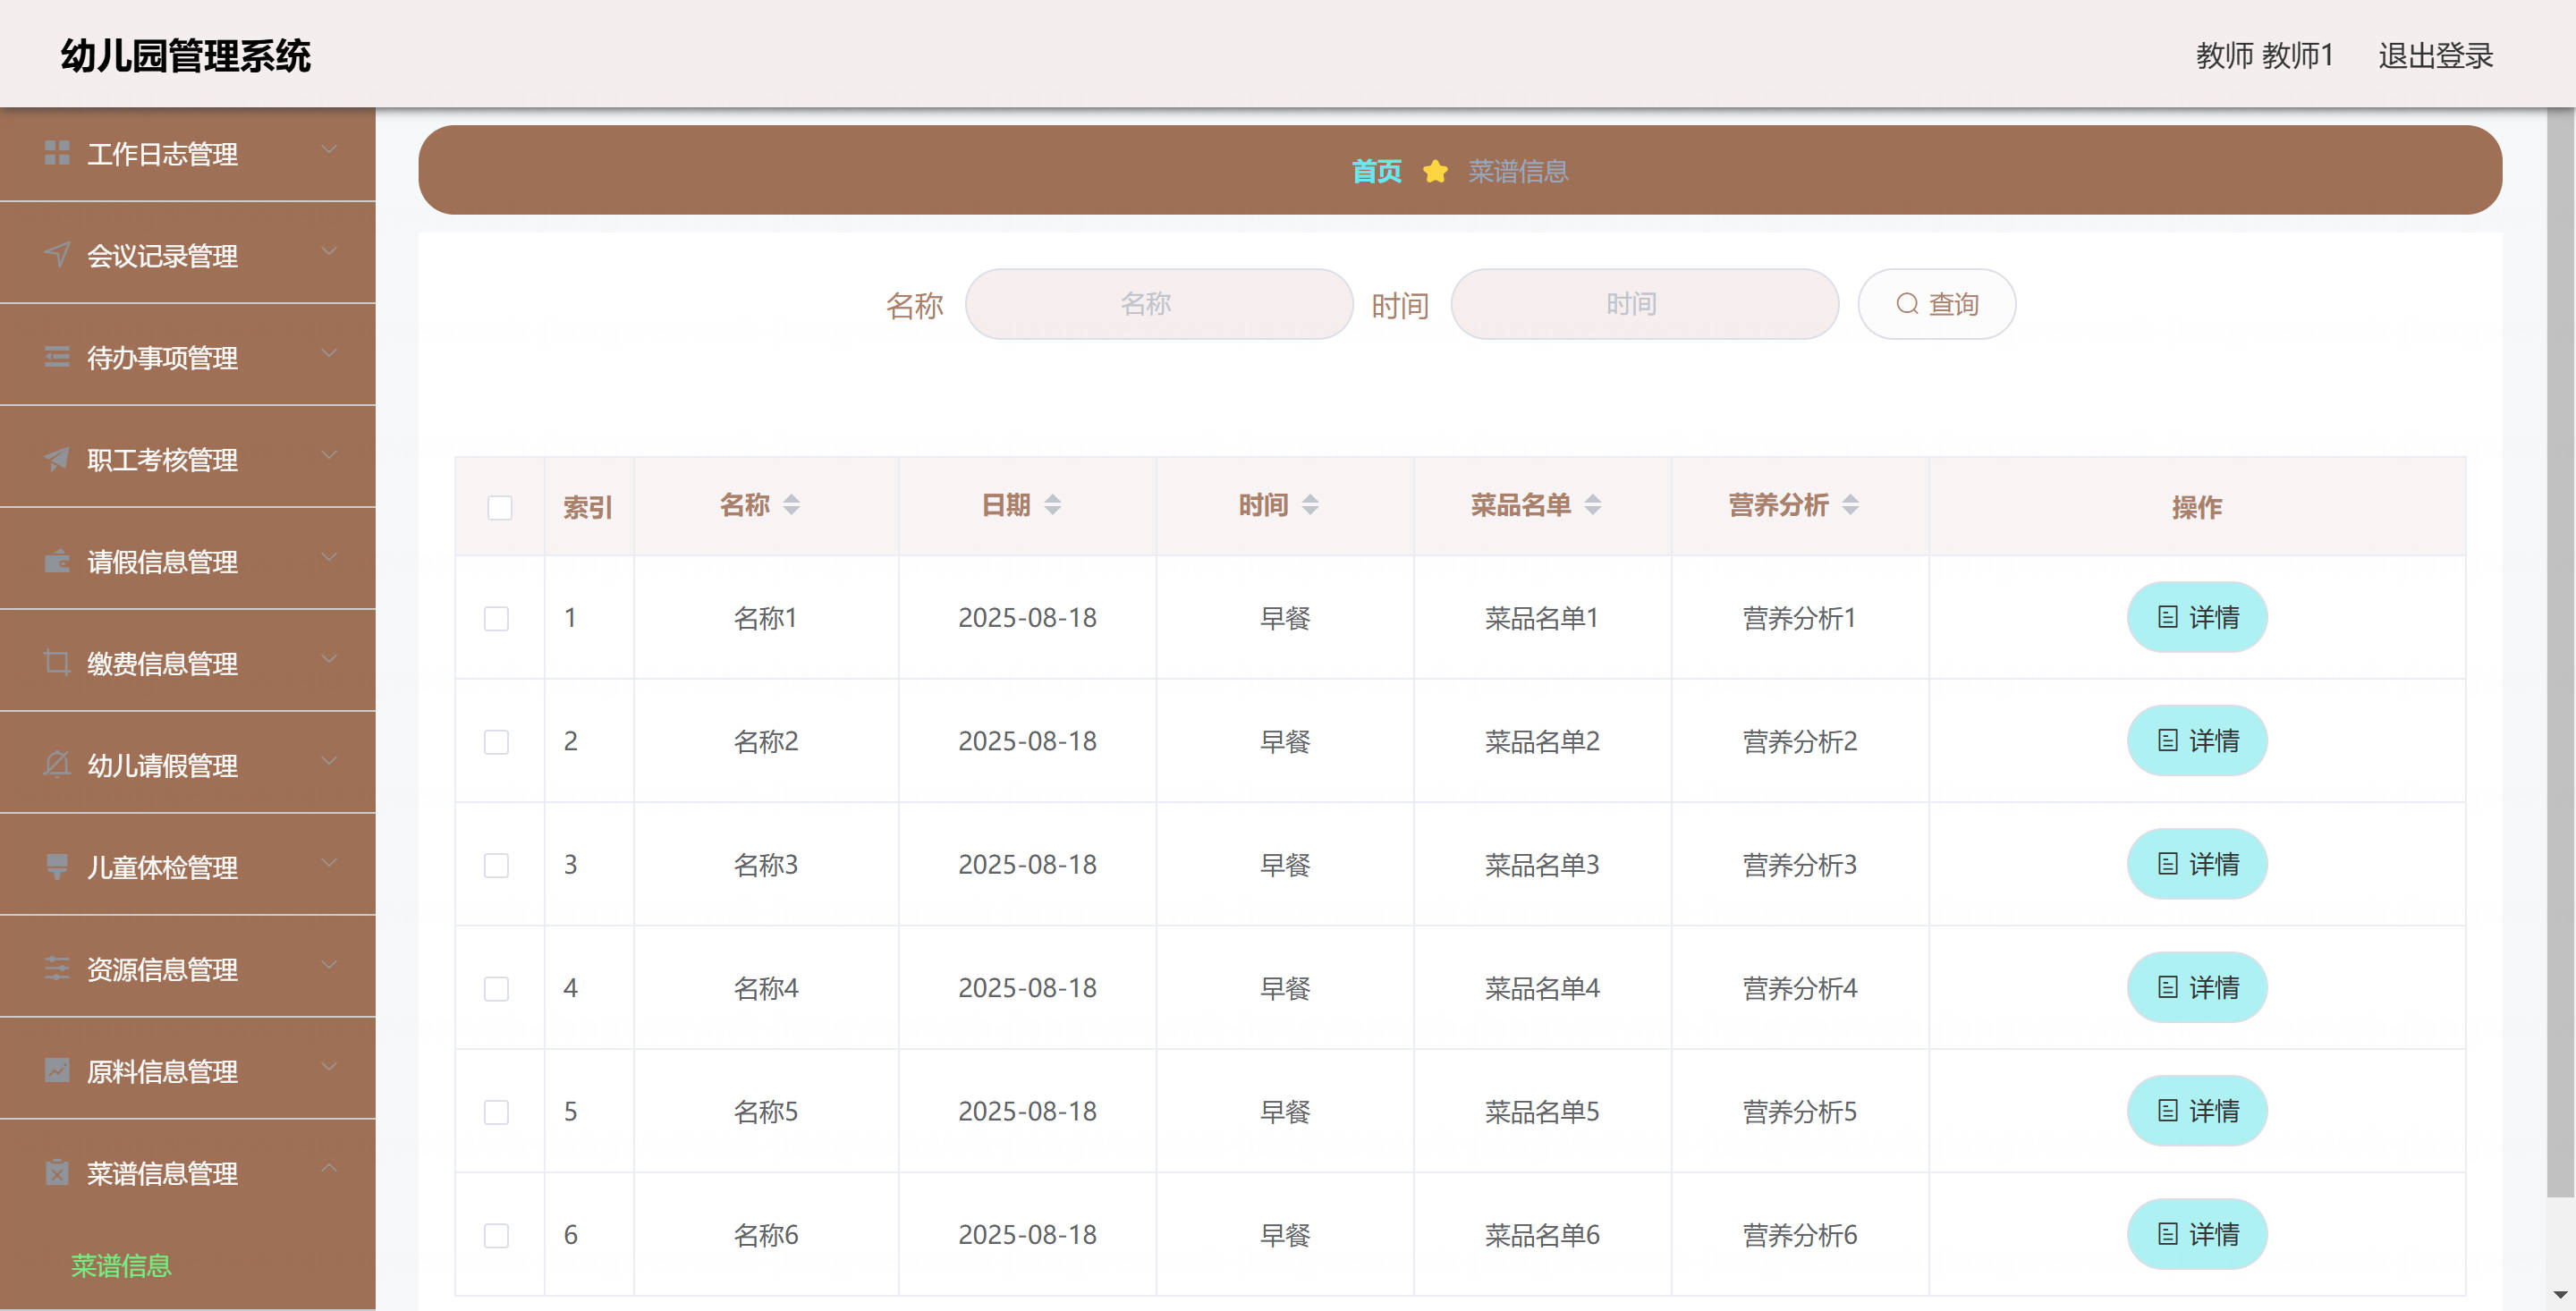 幼儿园管理系统
教师 教师1 退出登录
工作日志管理
会议记录管理
待办事项管理
职工考核管理
请假信息管理
缴费信息管理
幼儿请假管理
儿童体检管理
资源信息管理
原料信息管理
菜谱信息管理
菜谱信息
首页 菜谱信息
名称 名称 时间 时间 查询
索引 名称 日期 时间 菜品名单 营养分析 操作
1 名称1 2025-08-18 早餐 菜品名单1 营养分析1 详情
2 名称2 2025-08-18 早餐 菜品名单2 营养分析2 详情
3 名称3 2025-08-18 早餐 菜品名单3 营养分析3 详情
4 名称4 2025-08-18 早餐 菜品名单4 营养分析4 详情
5 名称5 2025-08-18 早餐 菜品名单5 营养分析5 详情
6 名称6 2025-08-18 早餐 菜品名单6 营养分析6 详情